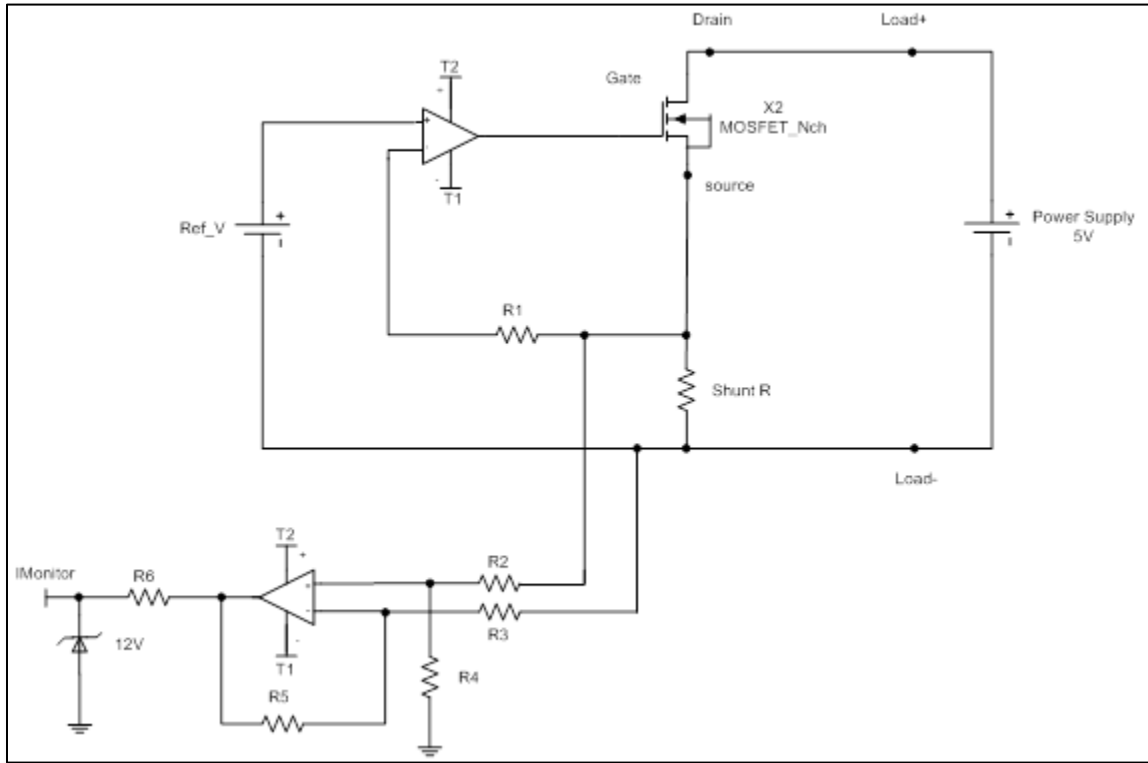 Drain
Load+
T2
+
Gate
X2
MOSFET_Nch
+
-
-
T1
source
Ref_V
+
Power Supply
5V
+
R1
Shunt R
Load-
T2
+
IMonitor
R6
R2
+
-
R3
12V
-
T1
R4
R5